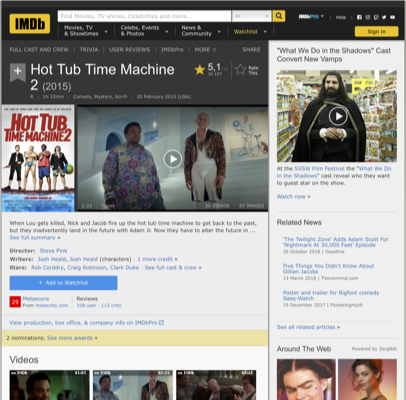 IMDb
Find Movies, TV shows, Celebrities and more...
All
IMDbPro
Help
Movies, TV
& Showtimes
Celebs, Events
& Photos
News &
Community
Watchlist
Sign in
FULL CAST AND CREW | TRIVIA | USER REVIEWS | IMDbPro | MORE
SHARE
Hot Tub Time Machine
2 (2015)
5,1
Rate
This
R | 1h 33min | Comedy, Mystery, Sci-Fi | 20 February 2015 (USA)
HOT TUB
TIME MACHINE2
2:31
20 VIDEOS
83 IMAGES
When Lou gets killed, Nick and Jacob fire up the hot tub time machine to get back to the past,
but they inadvertently land in the future with Adam Jr. Now they have to alter the future in ...
See full summary »
Director: Steve Pink
Writers: Josh Heald, Josh Heald (characters) | 1 more credit »
Stars: Rob Corddry, Craig Robinson, Clark Duke | See full cast & crew »
+ Add to Watchlist
29
Metascore
From metacritic.com
Reviews
108 user | 113 critic
View production, box office, & company info on IMDbPro
2 nominations. See more awards »
Videos
"What We Do in the Shadows" Cast
Convert New Vamps
At the SXSW Film Festival the "What We
Do in the Shadows" cast reveal who they
want to guest star on the show.
Watch now »
Related News
'The Twilight Zone' Adds Adam Scott For
'Nightmare At 30,000 Feet' Episode
26 October 2018 | Deadline
Five Things You Didn't Know About
Gillian Jacobs
13 March 2018 | TVovermind.com
Poster and trailer for Bigfoot comedy
Sasq-Watch
19 December 2017 | Flickeringmyth
See all related articles »
Around The Web
Powered by ZergNet